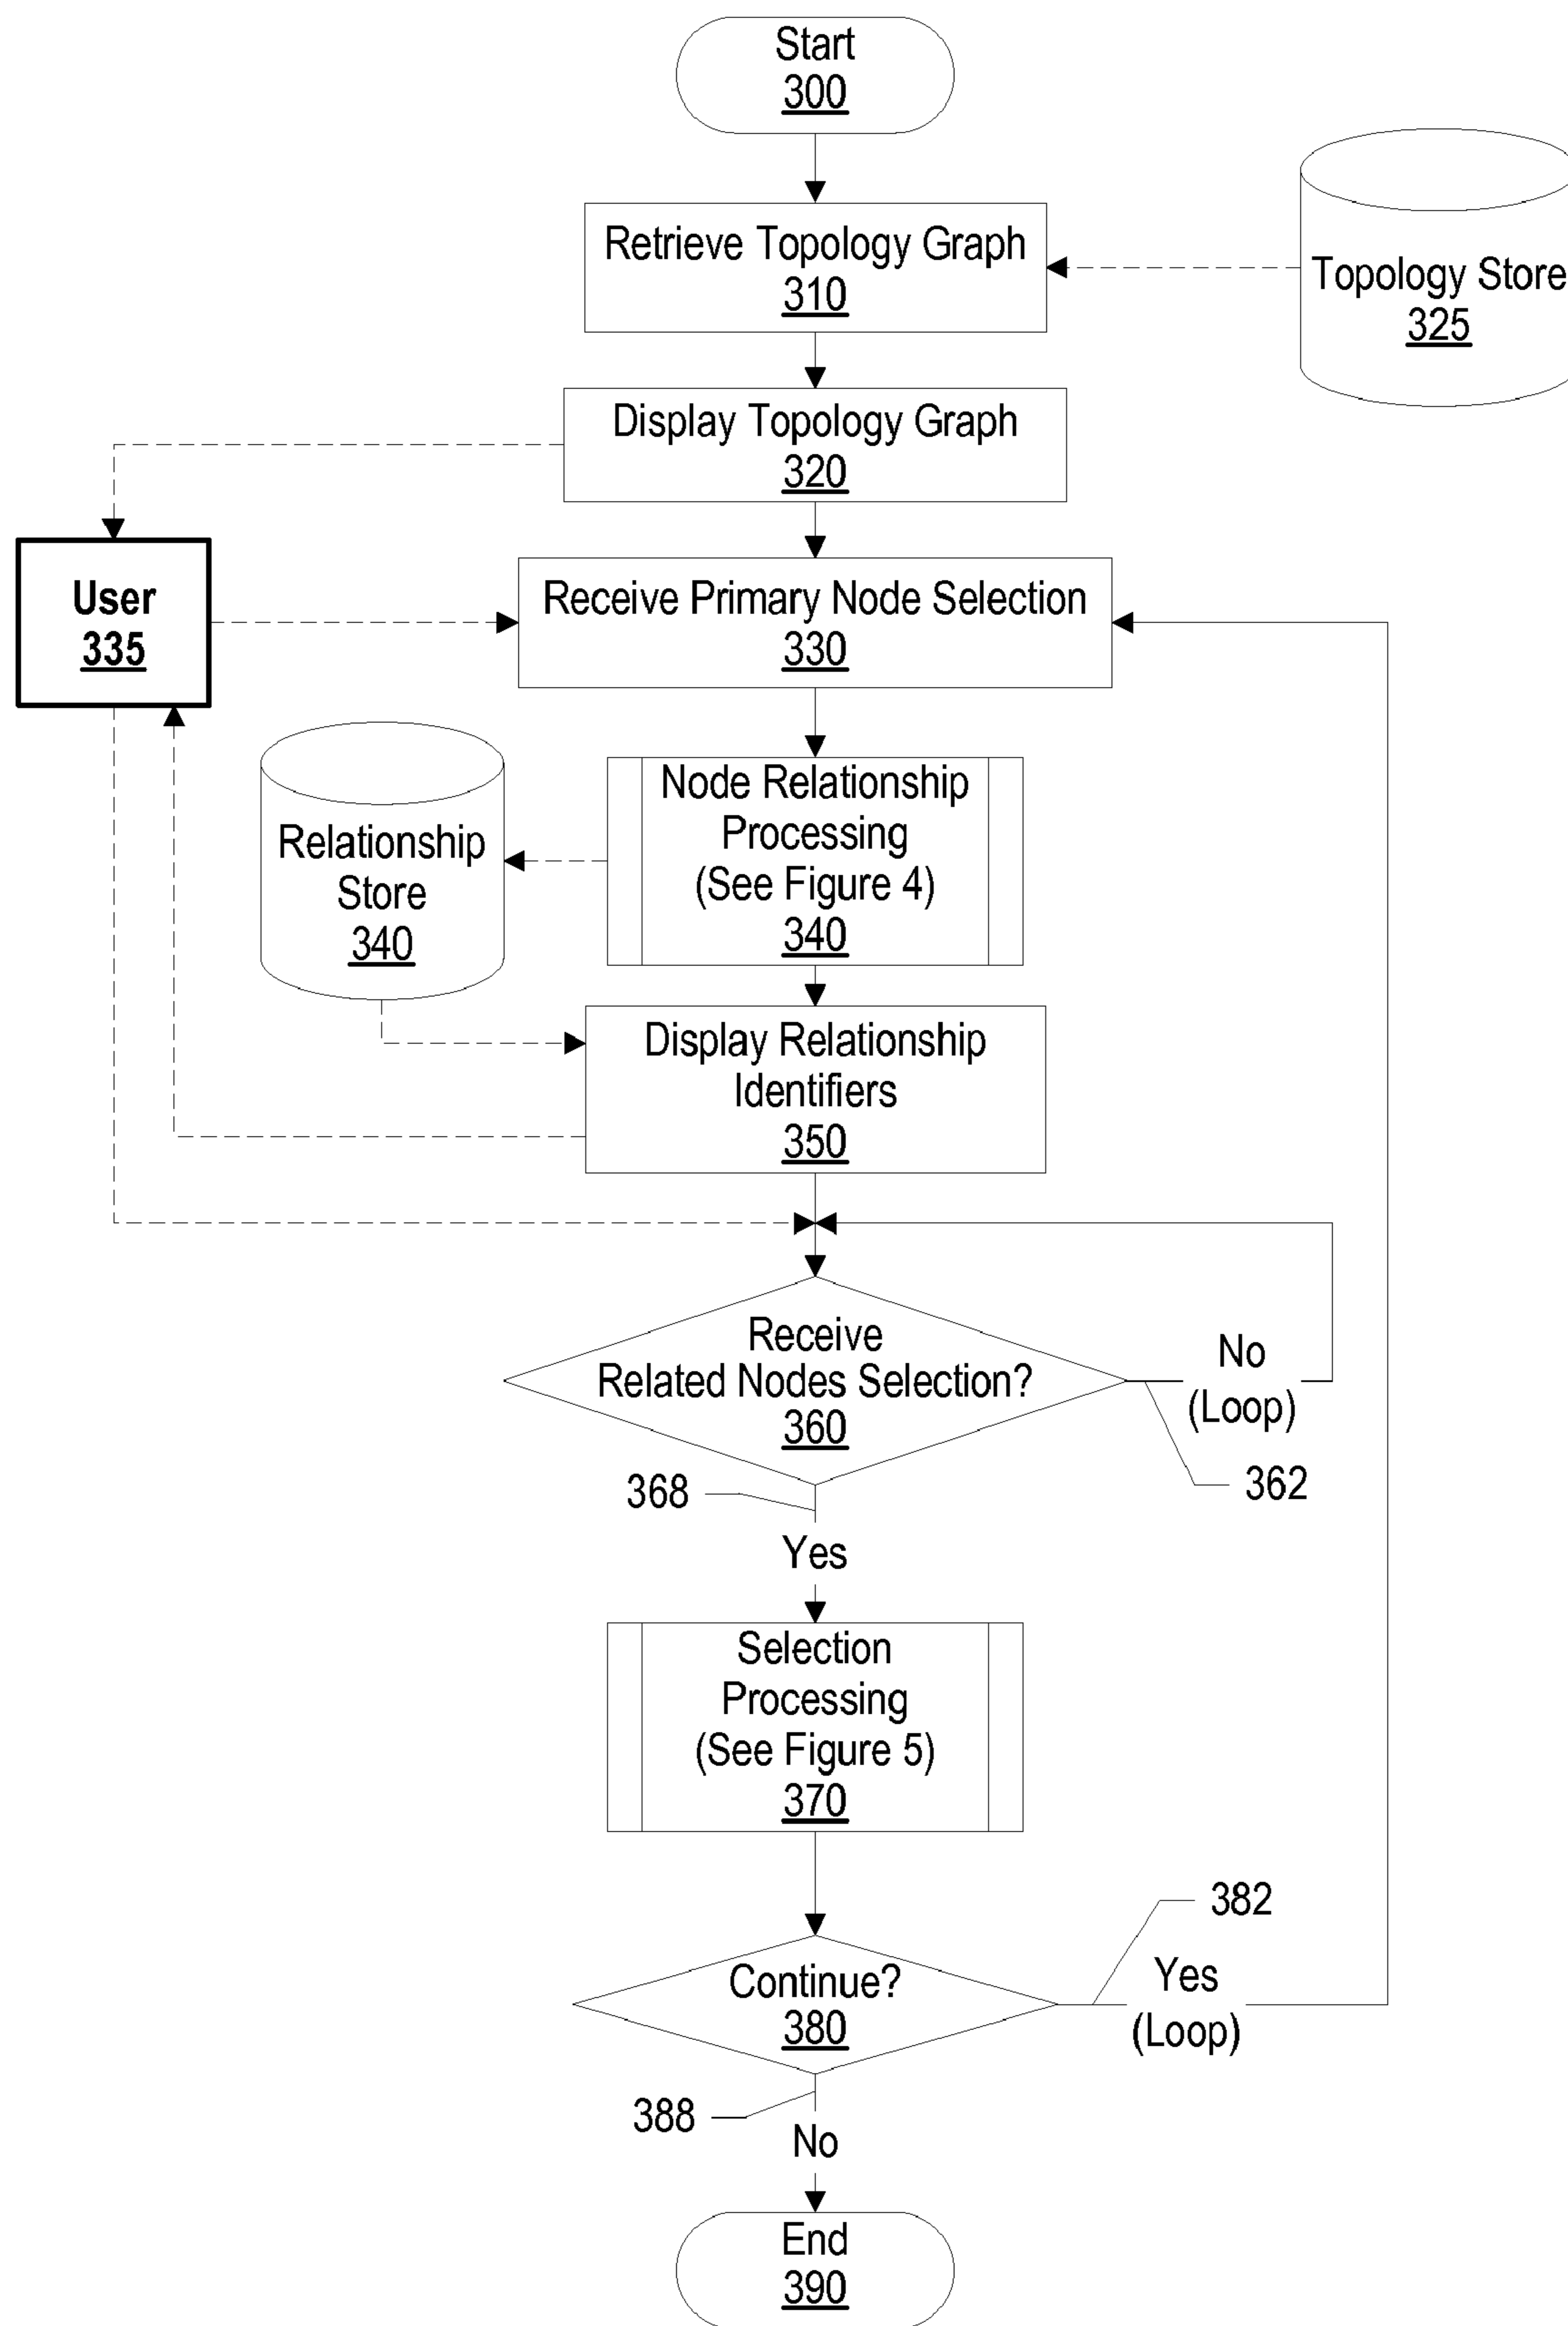 Start
300
Retrieve Topology Graph
310
Topology Store
325
Display Topology Graph
320
User
335
Receive Primary Node Selection
330
Relationship
Store
340
Node Relationship
Processing
(See Figure 4)
340
Display Relationship
Identifiers
350
Receive
Related Nodes Selection?
360
No
(Loop)
362
368
Yes
Selection
Processing
(See Figure 5)
370
382
Continue?
380
Yes
(Loop)
388
No
End
390